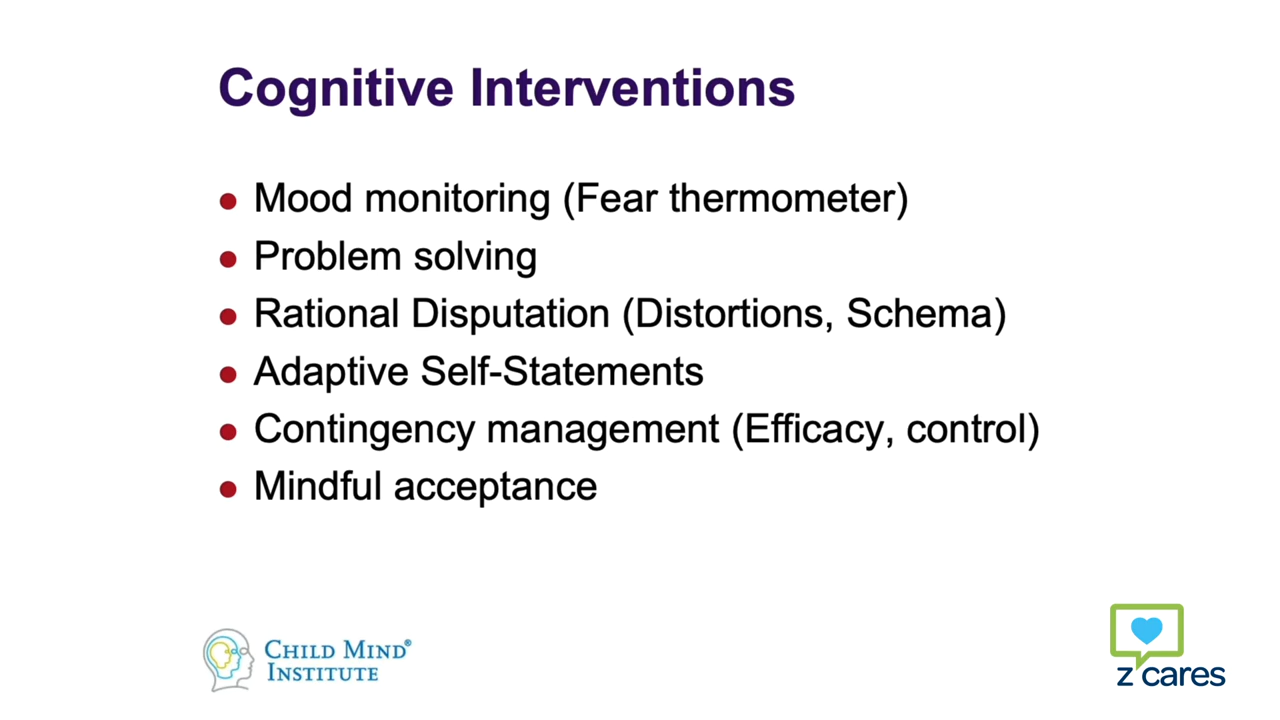 Cognitive Interventions
● Mood monitoring (Fear thermometer)
● Problem solving
● Rational Disputation (Distortions, Schema)
● Adaptive Self-Statements
● Contingency management (Efficacy, control)
● Mindful acceptance
CHILD MIND®
INSTITUTE
z cares